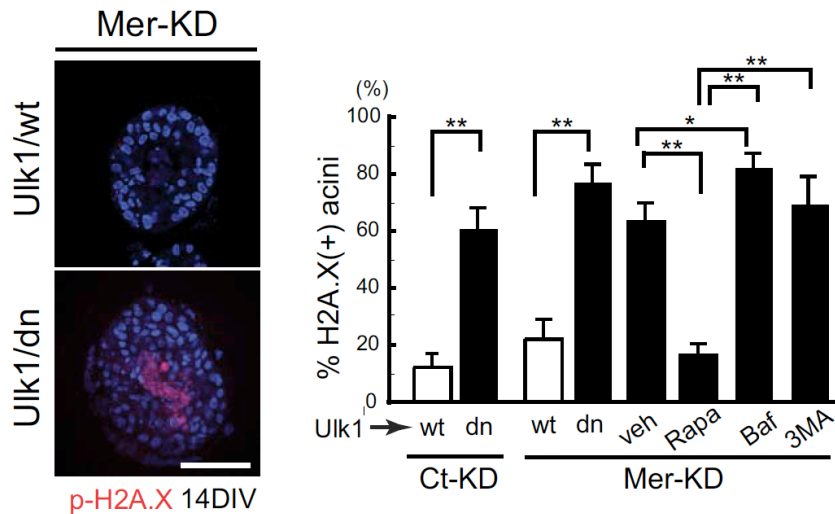 Mer-KD
Ulk1/wt
Ulk1/dn
p-H2A.X 14DIV
(%)
% H2A.X(+) acini
100
80
60
40
20
0
** ** * ** ** **
Ulk1 wt dn wt dn veh Rapa Baf 3MA
Ct-KD Mer-KD